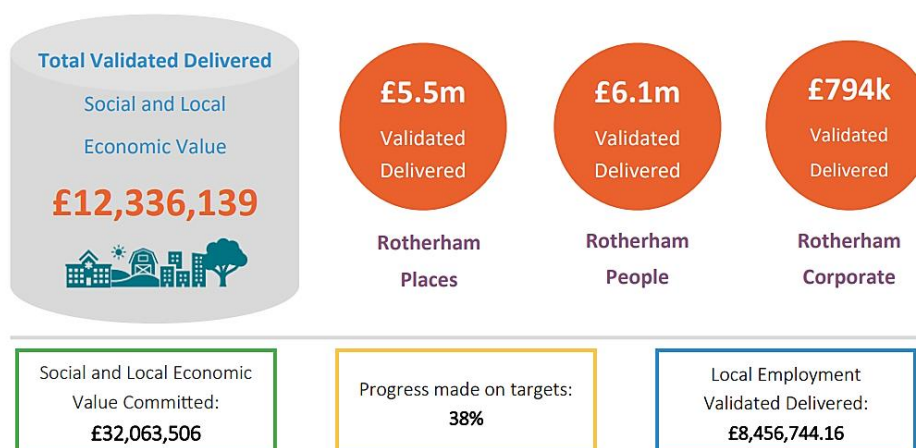 Total Validated Delivered
Social and Local
Economic Value
£12,336,139
£5.5m
Validated
Delivered
Rotherham
Places
£6.1m
Validated
Delivered
Rotherham
People
£794k
Validated
Delivered
Rotherham
Corporate
Social and Local Economic
Value Committed:
£32,063,506
Progress made on targets:
38%
Local Employment
Validated Delivered:
£8,456,744.16